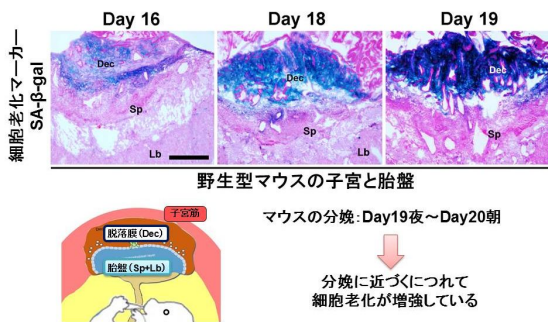 Day 16
Day 18
Day 19
細胞老化マーカー
SA-β-gal
Dec
Sp
Lb
Dec
Sp
Lb
Dec
Sp
野生型マウスの子宮と胎盤
子宮筋
脱落膜(Dec)
胎盤(Sp+Lb)
マウスの分娩:Day19夜~Day20朝
分娩に近づくにつれて
細胞老化が増強している